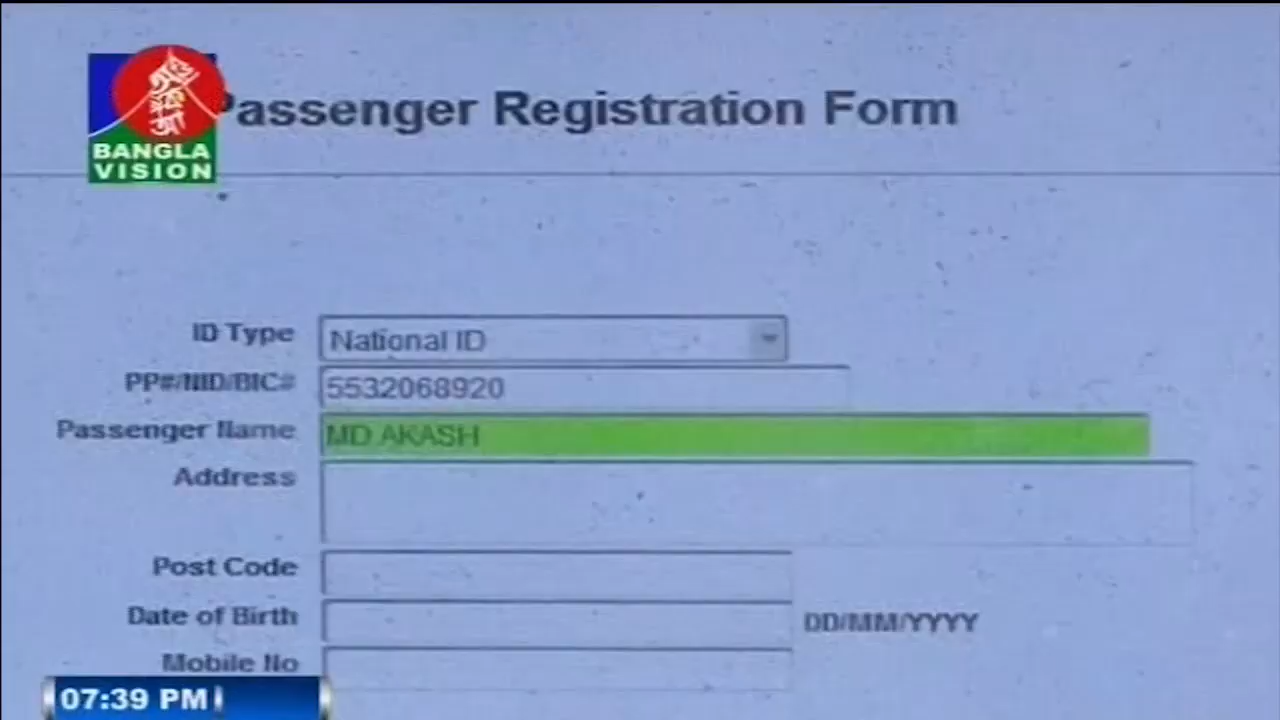 Passenger Registration Form
BANGLA
VISION
ID Type National ID
PP#/NID/BIC# 5532068920
Passenger Name MD AKASH
Address
Post Code
Date of Birth DD/MM/YYYY
Mobile No
07:39 PM